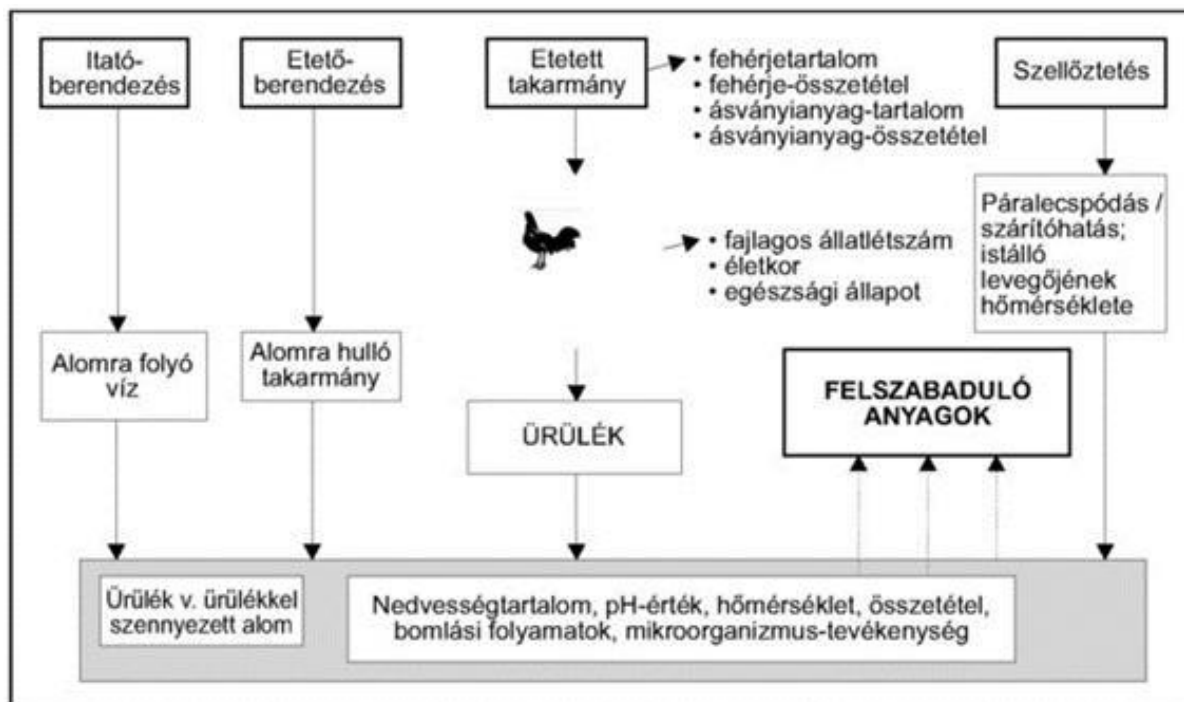 Itató-
berendezés
Etető-
berendezés
Etetett
takarmány
• fehérjetartalom
• fehérje-összetétel
• ásványianyag-tartalom
• ásványianyag-összetétel
Szellőztetés
Páralecspódás /
szárítóhatás;
istálló
levegőjének
hőmérséklete
• fajlagos állatlétszám
• életkor
• egészsági állapot
Alomra folyó
víz
Alomra hulló
takarmány
ÜRÜLÉK
FELSZABADULÓ
ANYAGOK
Ürülék v. ürülékkel
szennyezett alom
Nedvességtartalom, pH-érték, hőmérséklet, összetétel,
bomlási folyamatok, mikroorganizmus-tevékenység